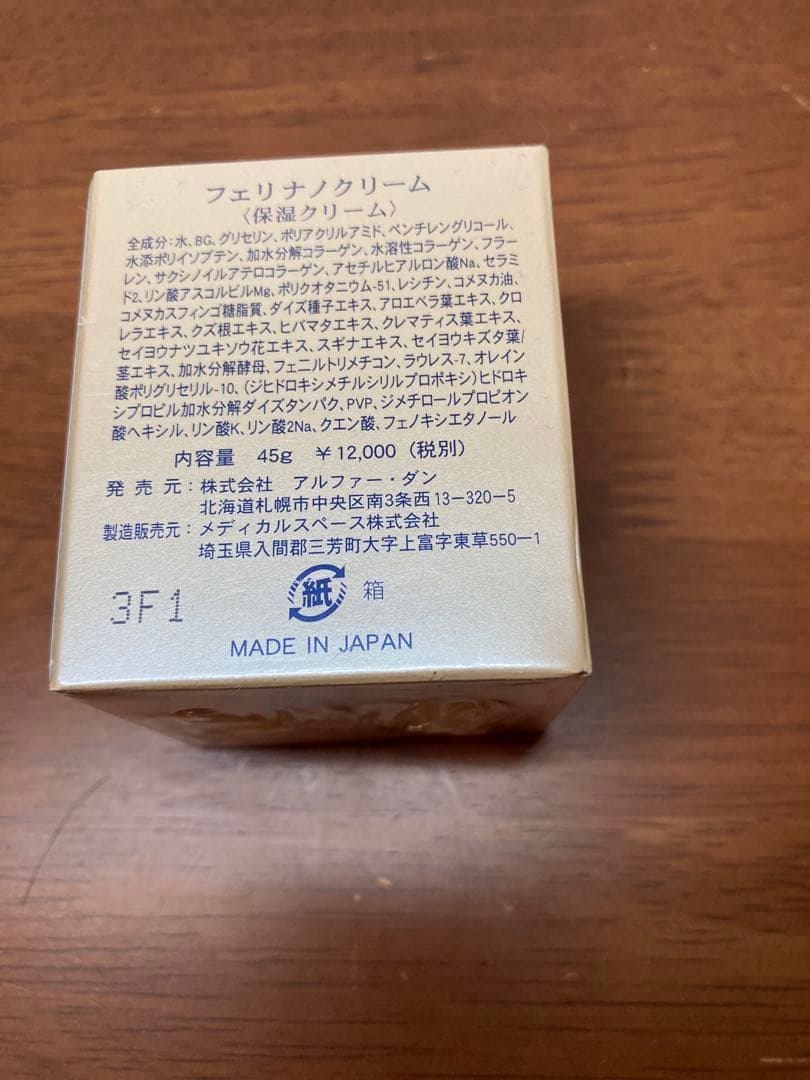 フェリナノクリーム
〈保湿クリーム〉
全成分：水、BG、グリセリン、ポリアクリルアミド、ペンチレングリコール、
水添ポリイソブテン、加水分解コラーゲン、水溶性コラーゲン、フラー
レン、サクシノイルアテロコラーゲン、アセチルヒアルロン酸Na、セラミ
ド2、リン酸アスコルビルMg、ポリクオタニウム-51、レシチン、コメヌカ油、
コメヌカスフィンゴ糖脂質、ダイズ種子エキス、アロエベラ葉エキス、クロ
レラエキス、クズ根エキス、ヒバマタエキス、クレマティス葉エキス、
セイヨウナツユキソウ花エキス、スギナエキス、セイヨウキズタ葉/
茎エキス、加水分解酵母、フェニルトリメチコン、ラウレス-7、オレイン
酸ポリグリセリル-10、（ジヒドロキシメチルシリルプロポキシ）ヒドロキ
シプロピル加水分解ダイズタンパク、PVP、ジメチロールプロピオン
酸ヘキシル、リン酸K、リン酸2Na、クエン酸、フェノキシエタノール
内容量 45g ￥12,000（税別）
発売元：株式会社 アルファー・ダン
北海道札幌市中央区南3条西13−320−5
製造販売元：メディカルスペース株式会社
埼玉県入間郡三芳町大字上富字東草550−1
紙 箱
3F1
MADE IN JAPAN